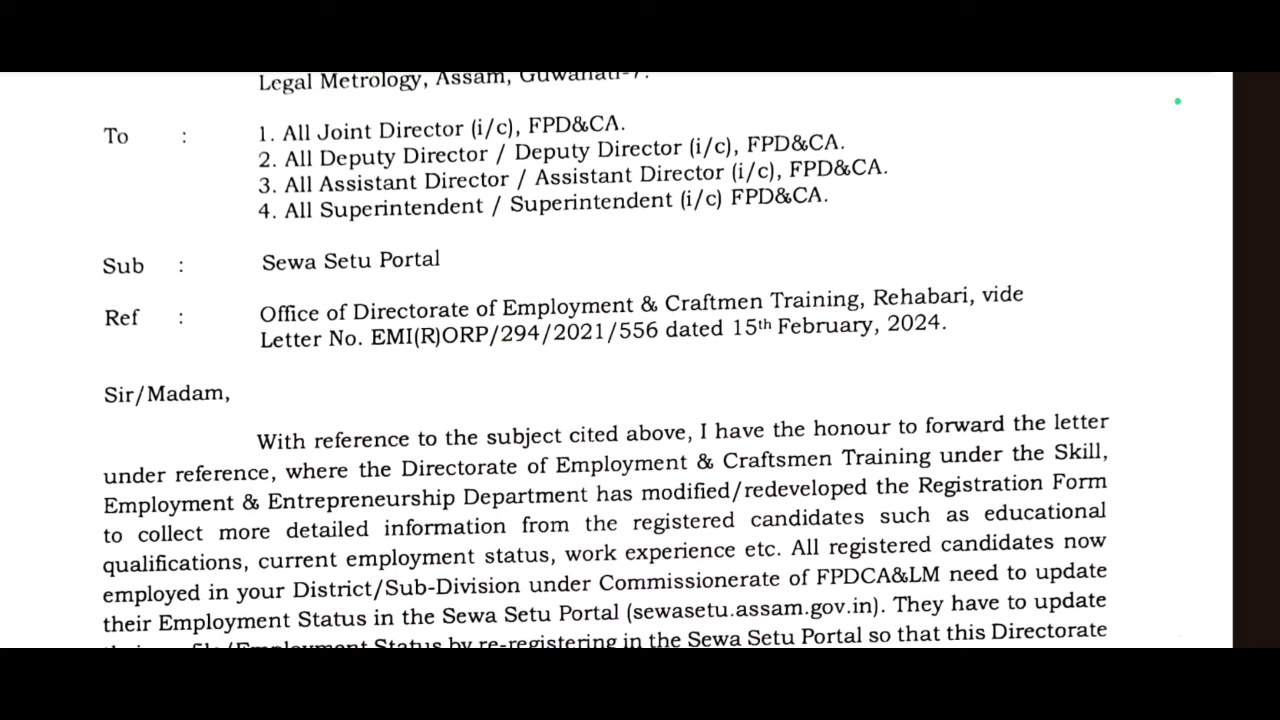 Legal Metrology, Assam, Guwahati-7.
To : 1. All Joint Director (i/c), FPD&CA.
2. All Deputy Director / Deputy Director (i/c), FPD&CA.
3. All Assistant Director / Assistant Director (i/c), FPD&CA.
4. All Superintendent / Superintendent (i/c) FPD&CA.
Sub : Sewa Setu Portal
Ref : Office of Directorate of Employment & Craftmen Training, Rehabari, vide
Letter No. EMI(R)ORP/294/2021/556 dated 15th February, 2024.
Sir/Madam,
With reference to the subject cited above, I have the honour to forward the letter
under reference, where the Directorate of Employment & Craftsmen Training under the Skill,
Employment & Entrepreneurship Department has modified/redeveloped the Registration Form
to collect more detailed information from the registered candidates such as educational
qualifications, current employment status, work experience etc. All registered candidates now
employed in your District/Sub-Division under Commissionerate of FPDCA&LM need to update
their Employment Status in the Sewa Setu Portal (sewasetu.assam.gov.in). They have to update
Status by re-registering in the Sewa Setu Portal so that this Directorate